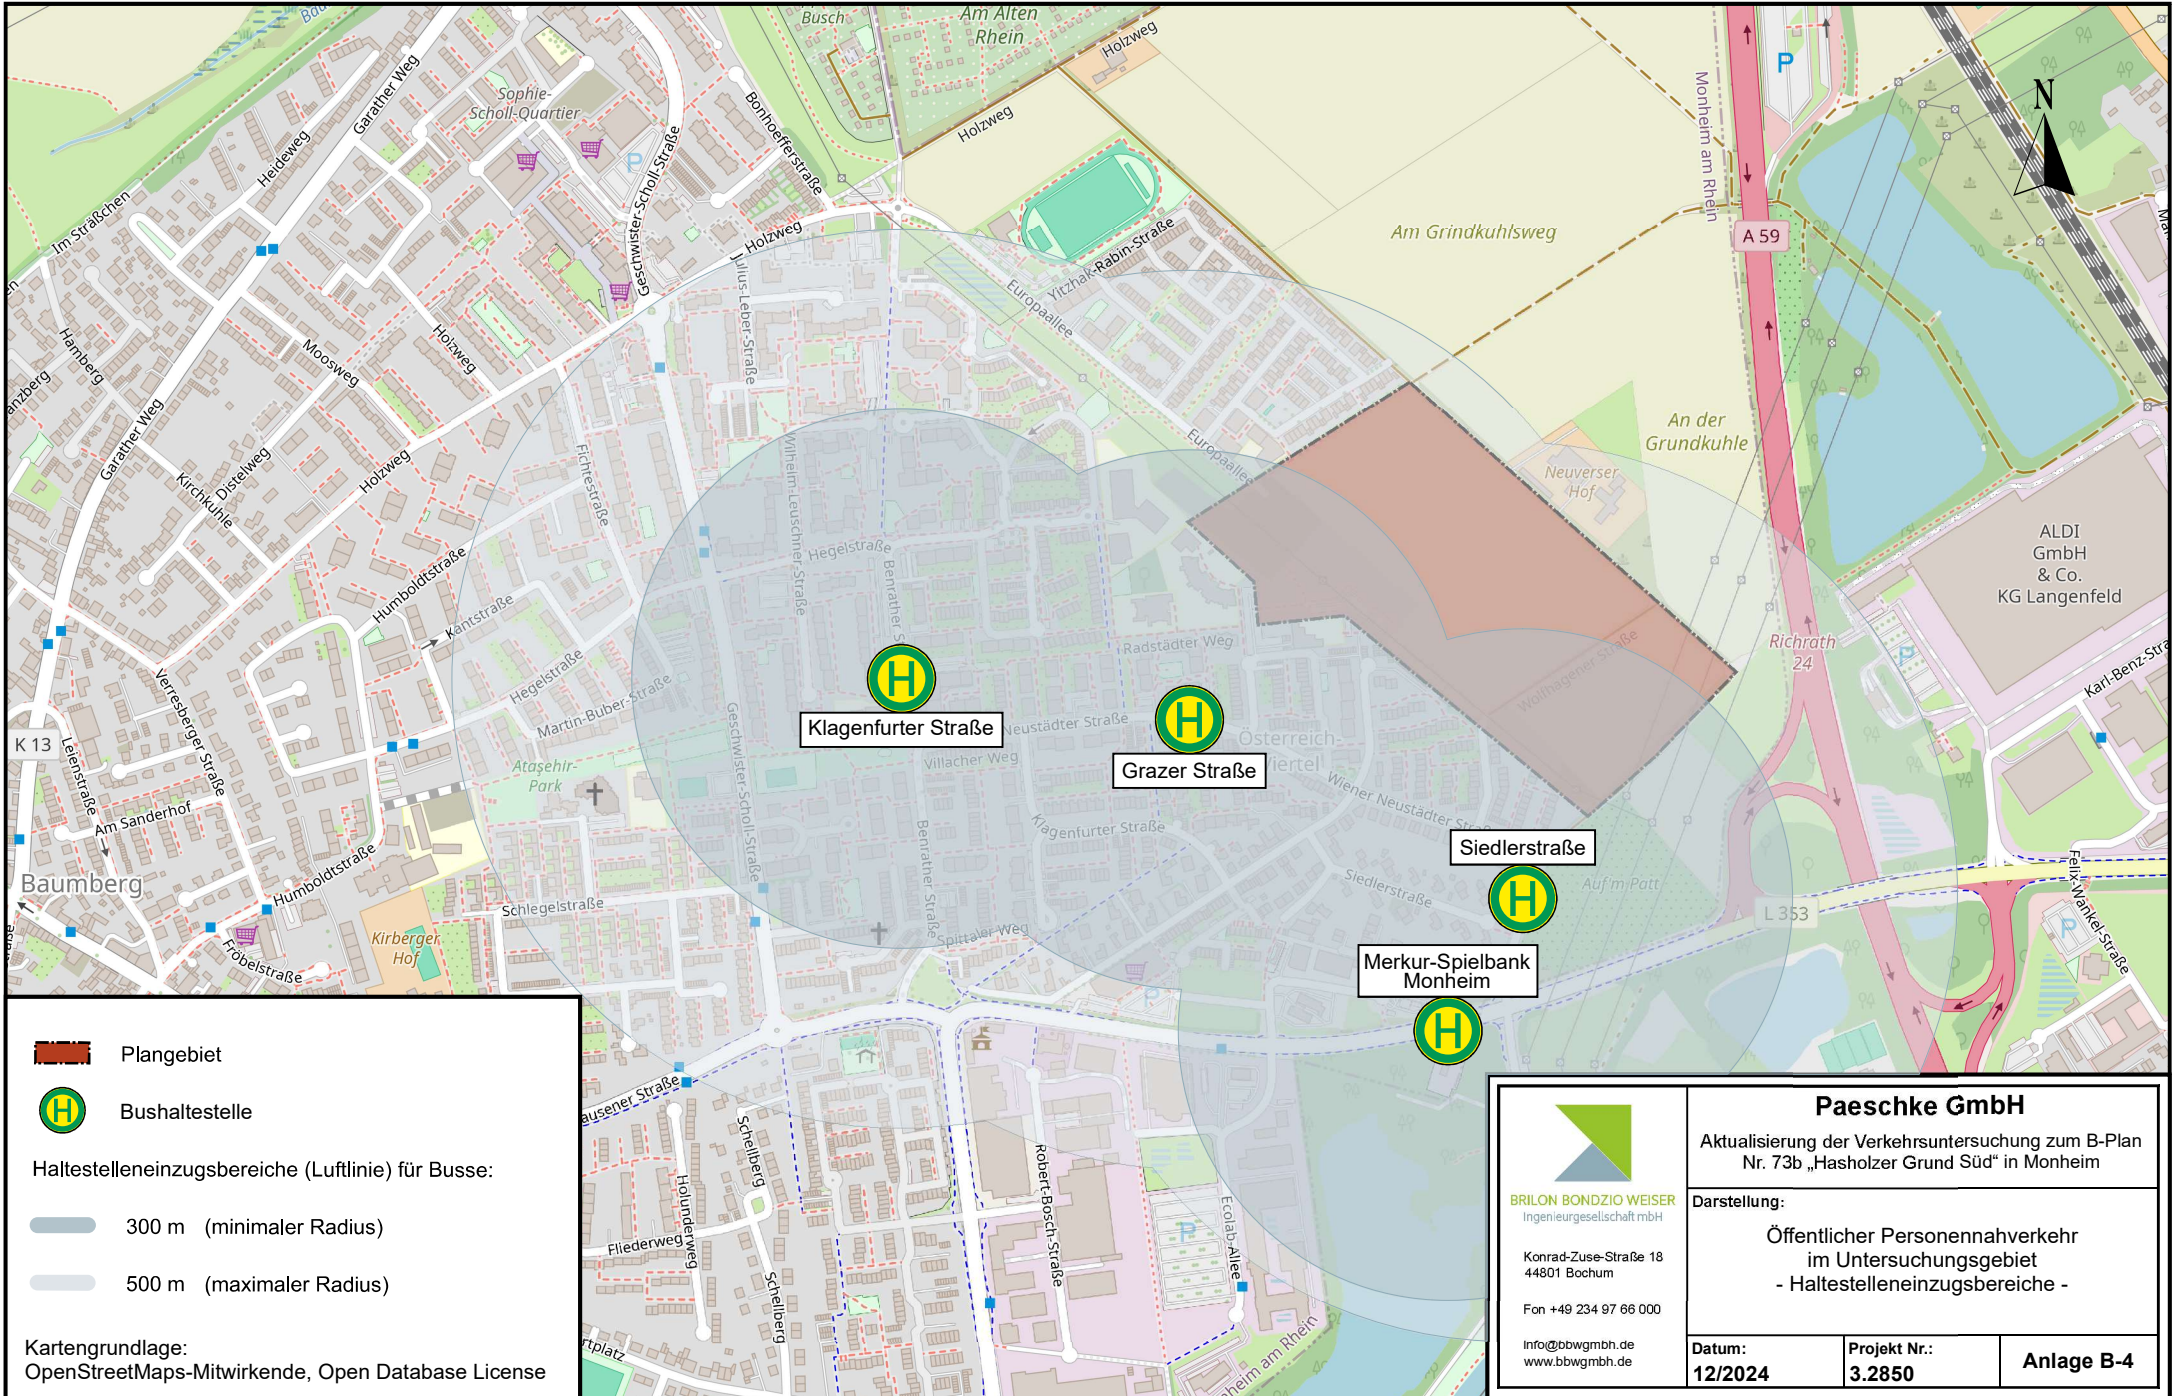 Busch
Am Alten
Rhein
Holzweg
Garather Weg
Sophie-
Scholl-Quartier
Bonhoefferstraße
Holzweg
P
Monheim am Rhein
N
Heideweg
P
Geschwister-Scholl-Straße
Im Sträßchen
Holzweg
Yitzhak-Rabin-Straße
Am Grindkuhlsweg
A 59
Julius-Leber-Straße
Europaallee
Hamberg
Moosweg
Holzweg
anzberg
Garather Weg
An der
Grundkuhle
Distelweg
Kirchkuhle
Holzweg
Fichtestraße
Wilhelm-Leuschner-Straße
Europaallee
Neuverser
Hof
ALDI
GmbH
& Co.
KG Langenfeld
Hegelstraße
Benrather S
Humboldtstraße
Kantstraße
Radstädter Weg
Wolfhagener Straße
Richrath
24
P
Karl-Benz-Stra
Hegelstraße
Martin-Buber-Straße
H
Klagenfurter Straße
Neustädter Straße
H
Grazer Straße
Österreich-
Viertel
Villacher Weg
Geschwister-Scholl-Straße
Verresberger Straße
K 13
Leienstraße
Ataşehir-
Park
Wiener Neustädter Stra
Am Sanderhof
Klagenfurter Straße
Benrather Straße
Siedlerstraße
H
Siedlerstraße
Auf'm Patt
L 353
Felix-Wankel-Straße
P
Baumberg
Humboldtstraße
Schlegelstraße
Kirberger
Hof
Fröbelstraße
Spittaler Weg
P
Merkur-Spielbank
Monheim
H
ausener Straße
Schellberg
Holunderweg
Fliederweg
Schellberg
Robert-Bosch-Straße
P
Ecolab-Allee
rtplatz
nheim am Rhein
Plangebiet
H
Bushaltestelle
Haltestelleneinzugsbereiche (Luftlinie) für Busse:
300 m (minimaler Radius)
500 m (maximaler Radius)
Kartengrundlage:
OpenStreetMaps-Mitwirkende, Open Database License
BRILON BONDZIO WEISER
Ingenieurgesellschaft mbH
Konrad-Zuse-Straße 18
44801 Bochum
Fon +49 234 97 66 000
info@bbwgmbh.de
www.bbwgmbh.de
Paeschke GmbH
Aktualisierung der Verkehrsuntersuchung zum B-Plan
Nr. 73b „Hasholzer Grund Süd“ in Monheim
Darstellung:
Öffentlicher Personennahverkehr
im Untersuchungsgebiet
- Haltestelleneinzugsbereiche -
Datum:
12/2024
Projekt Nr.:
3.2850
Anlage B-4